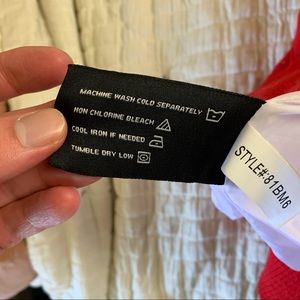 MACHINE WASH COLD SEPARATELY
NON CHLORINE BLEACH
COOL IRON IF NEEDED
TUMBLE DRY LOW
STYLE#:81BM6